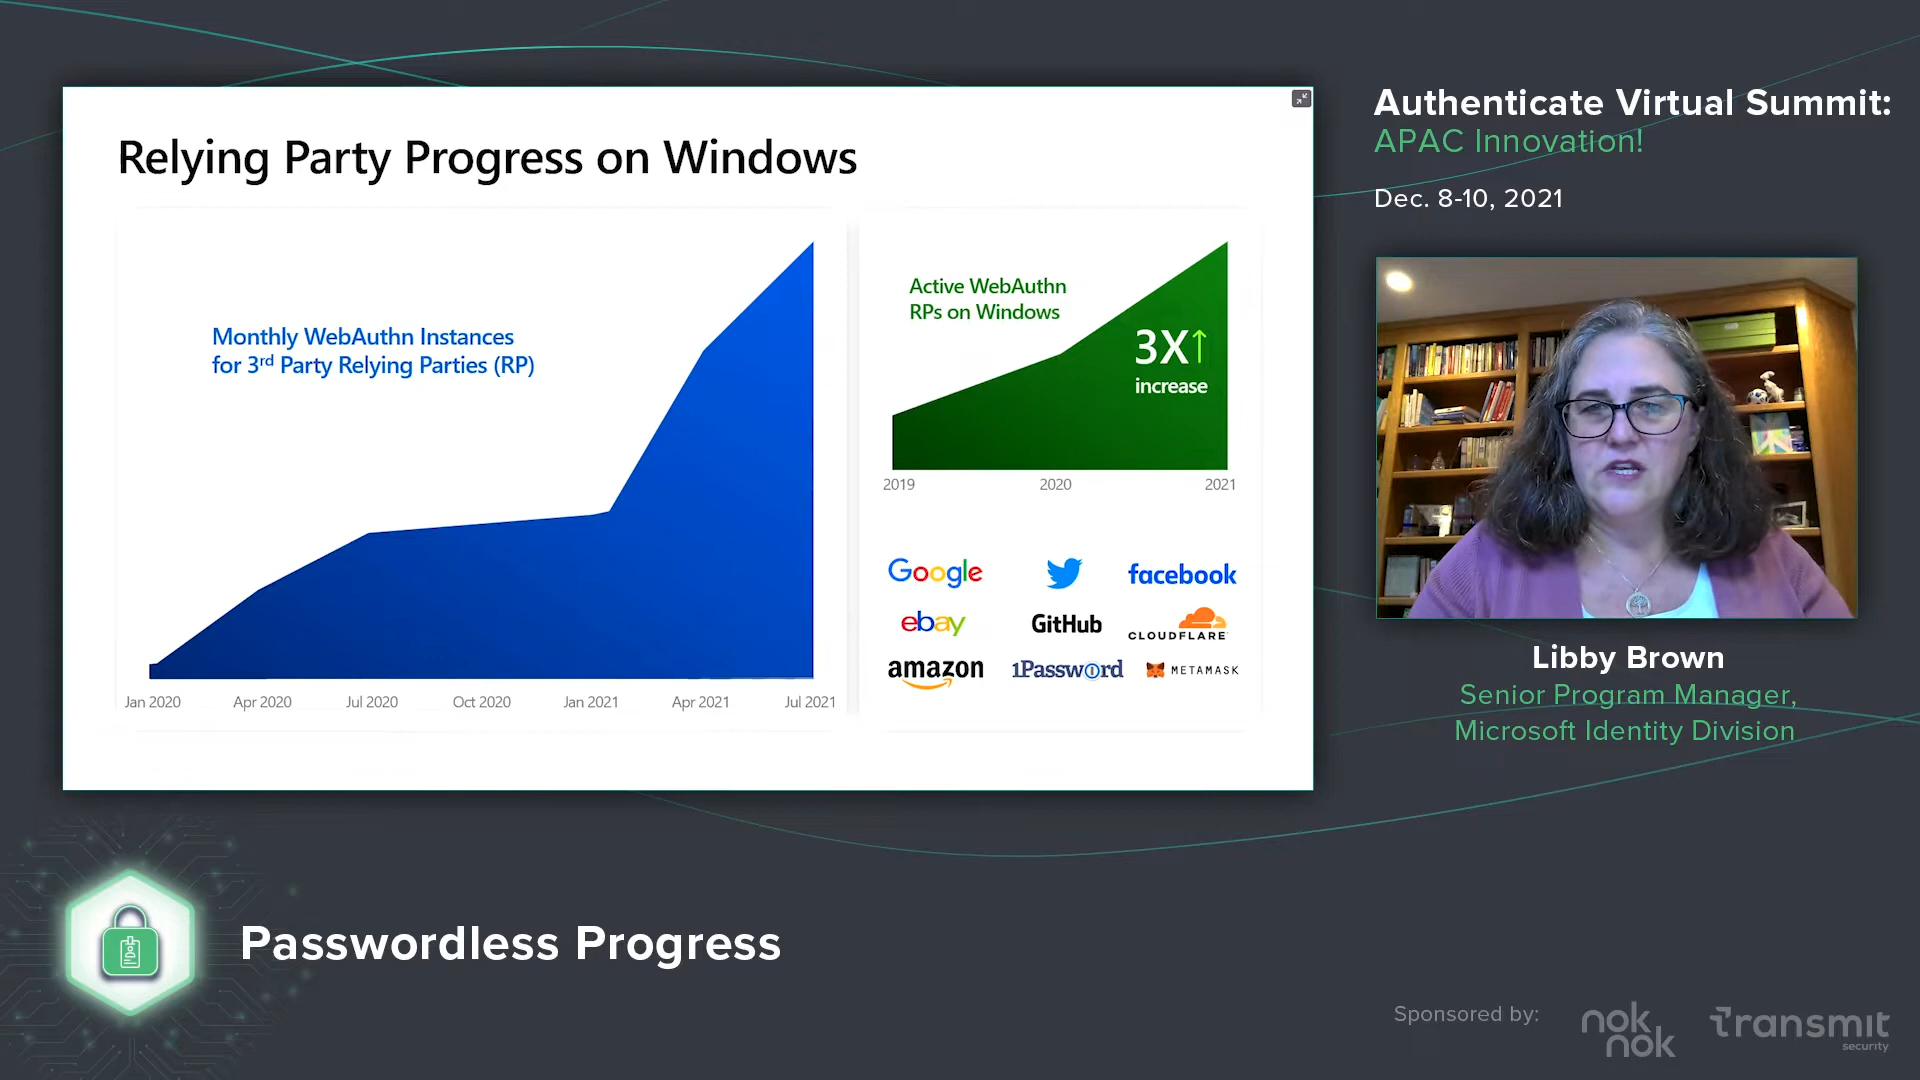 Relying Party Progress on Windows
Monthly WebAuthn Instances
for 3rd Party Relying Parties (RP)
Jan 2020 Apr 2020 Jul 2020 Oct 2020 Jan 2021 Apr 2021 Jul 2021
Active WebAuthn
RPs on Windows
3X↑
increase
2019 2020 2021
Google facebook
ebay GitHub CLOUDFLARE
amazon 1Password METAMASK
Authenticate Virtual Summit:
APAC Innovation!
Dec. 8-10, 2021
Libby Brown
Senior Program Manager,
Microsoft Identity Division
Passwordless Progress
Sponsored by:
nok
nok
Transmit
security